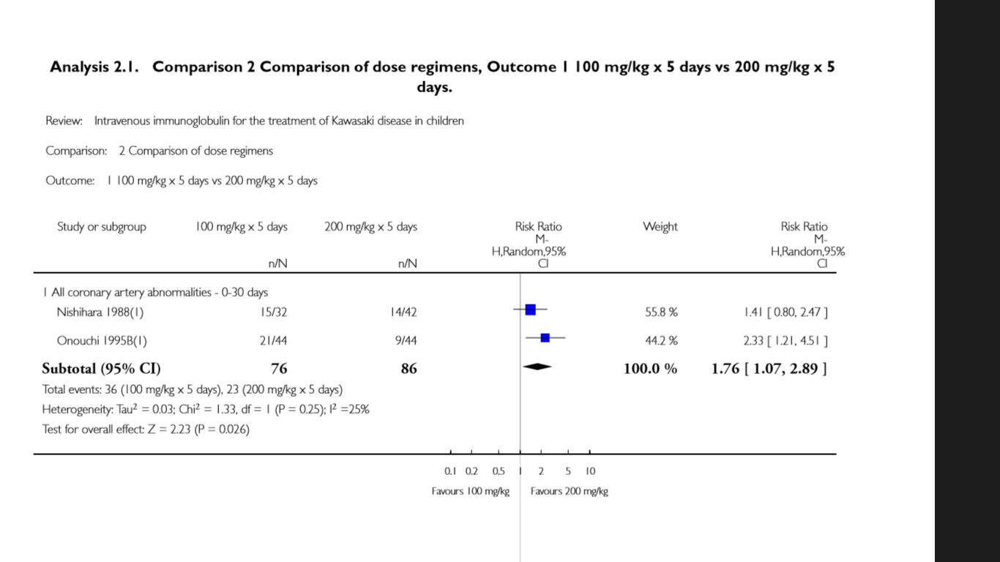 Analysis 2.1. Comparison 2 Comparison of dose regimens, Outcome 1 100 mg/kg x 5 days vs 200 mg/kg x 5
days.
Review: Intravenous immunoglobulin for the treatment of Kawasaki disease in children
Comparison: 2 Comparison of dose regimens
Outcome: 1 100 mg/kg x 5 days vs 200 mg/kg x 5 days
Study or subgroup 100 mg/kg x 5 days 200 mg/kg x 5 days Risk Ratio Weight Risk Ratio
M- M-
H,Random,95% H,Random,95%
n/N n/N CI CI
1 All coronary artery abnormalities - 0-30 days
Nishihara 1988(1) 15/32 14/42 55.8 % 1.41 [ 0.80, 2.47 ]
Onouchi 1995B(1) 21/44 9/44 44.2 % 2.33 [ 1.21, 4.51 ]
Subtotal (95% CI) 76 86 100.0 % 1.76 [ 1.07, 2.89 ]
Total events: 36 (100 mg/kg x 5 days), 23 (200 mg/kg x 5 days)
Heterogeneity: Tau² = 0.03; Chi² = 1.33, df = 1 (P = 0.25); I² =25%
Test for overall effect: Z = 2.23 (P = 0.026)
0.1 0.2 0.5 1 2 5 10
Favours 100 mg/kg Favours 200 mg/kg